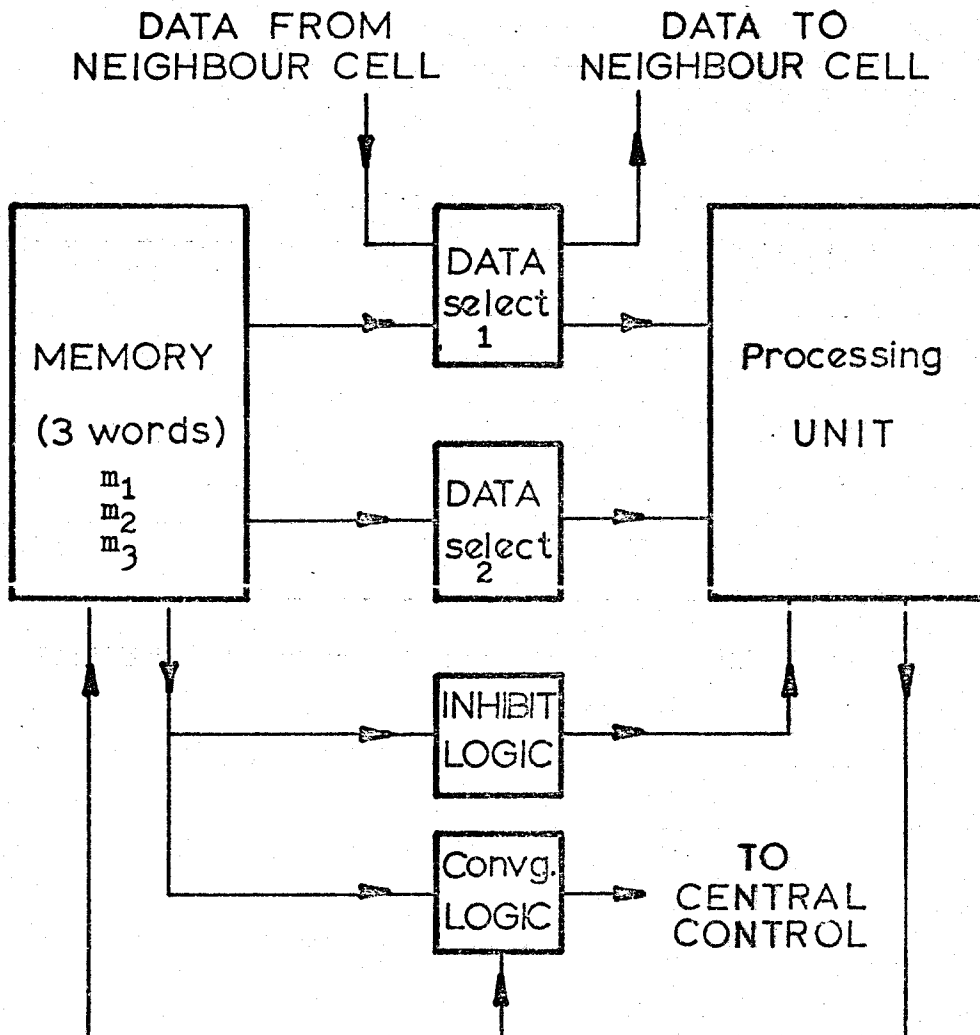 DATA FROM
NEIGHBOUR CELL
DATA TO
NEIGHBOUR CELL
MEMORY
(3 words)
m1
m2
m3
DATA
select
1
Processing
UNIT
DATA
select
2
INHIBIT
LOGIC
Convg.
LOGIC
TO
CENTRAL
CONTROL